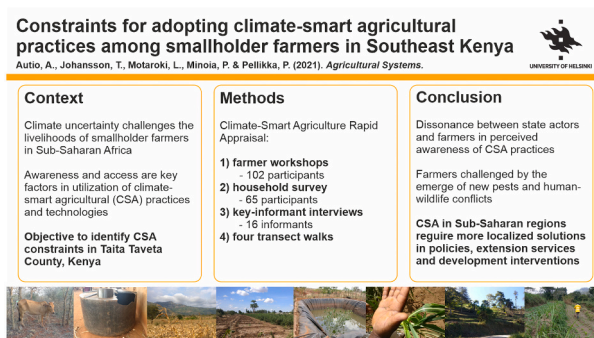 Constraints for adopting climate-smart agricultural
practices among smallholder farmers in Southeast Kenya
Autio, A., Johansson, T., Motaroki, L., Minoia, P. & Pellikka, P. (2021). Agricultural Systems.
UNIVERSITY OF HELSINKI
Context
Climate uncertainty challenges the
livelihoods of smallholder farmers
in Sub-Saharan Africa
Awareness and access are key
factors in utilization of climate-
smart agricultural (CSA) practices
and technologies
Objective to identify CSA
constraints in Taita Taveta
County, Kenya
Methods
Climate-Smart Agriculture Rapid
Appraisal:
1) farmer workshops
- 102 participants
2) household survey
- 65 participants
3) key-informant interviews
- 16 informants
4) four transect walks
Conclusion
Dissonance between state actors
and farmers in perceived
awareness of CSA practices
Farmers challenged by the
emerge of new pests and human-
wildlife conflicts
CSA in Sub-Saharan regions
reguire more localized solutions
in policies, extension services
and development interventions